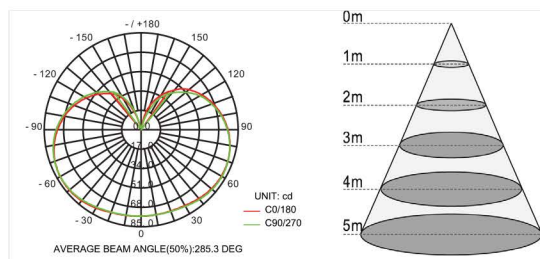 - / +180
-150
150
- 120
120
- 90
90
- 60
60
- 30
30
0
UNIT: cd
C0/180
C90/270
AVERAGE BEAM ANGLE(50%):285.3 DEG
0m
1m
2m
3m
4m
5m